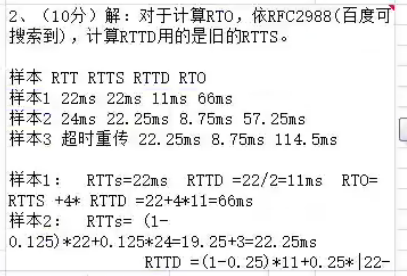 2、(10分)解：对于计算RTO，依RFC2988(百度可
搜索到)，计算RTTD用的是旧的RTTS。
样本 RTT RTTS RTTD RTO
样本1 22ms 22ms 11ms 66ms
样本2 24ms 22.25ms 8.75ms 57.25ms
样本3 超时重传 22.25ms 8.75ms 114.5ms
样本1： RTTs=22ms RTTD =22/2=11ms RTO=
RTTS +4* RTTD =22+4*11=66ms
样本2： RTTs= (1-
0.125)*22+0.125*24=19.25+3=22.25ms
RTTD =(1-0.25)*11+0.25*|22-